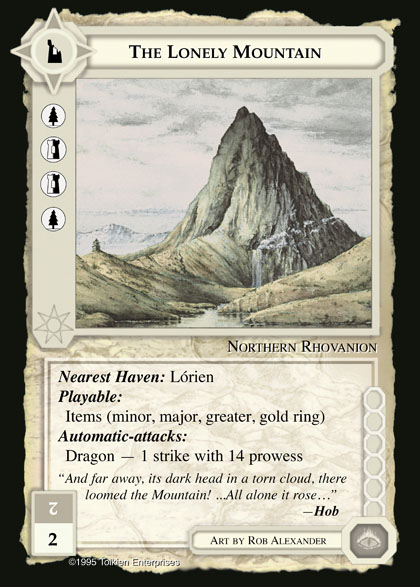 THE LONELY MOUNTAIN
NORTHERN RHOVANION
Nearest Haven: Lórien
Playable:
Items (minor, major, greater, gold ring)
Automatic-attacks:
Dragon — 1 strike with 14 prowess
“And far away, its dark head in a torn cloud, there
loomed the Mountain! ...All alone it rose…”
—Hob
2
2
ART BY ROB ALEXANDER
©1995 Tolkien Enterprises